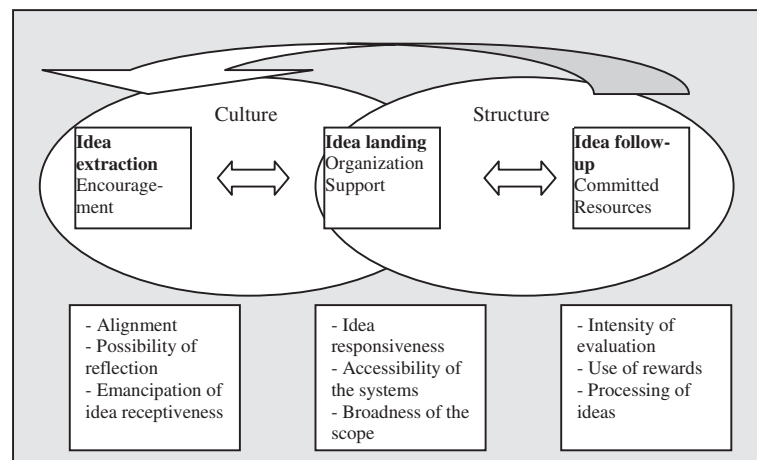 Culture
Structure
Idea
extraction
Encourage-
ment
Idea landing
Organization
Support
Idea follow-
up
Committed
Resources
- Alignment
- Possibility of
reflection
- Emancipation of
idea receptiveness
- Idea
responsiveness
- Accessibility of
the systems
- Broadness of the
scope
- Intensity of
evaluation
- Use of rewards
- Processing of
ideas